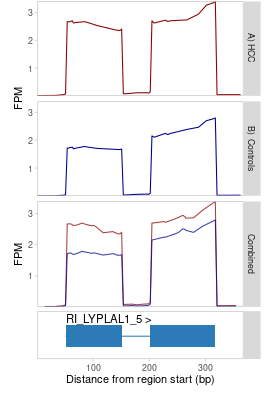 3
2
1
A) HCC
FPM
3
2
1
B) Controls
3
2
1
Combined
FPM
RI_LYPLAL1_5 >
100 200 300
Distance from region start (bp)